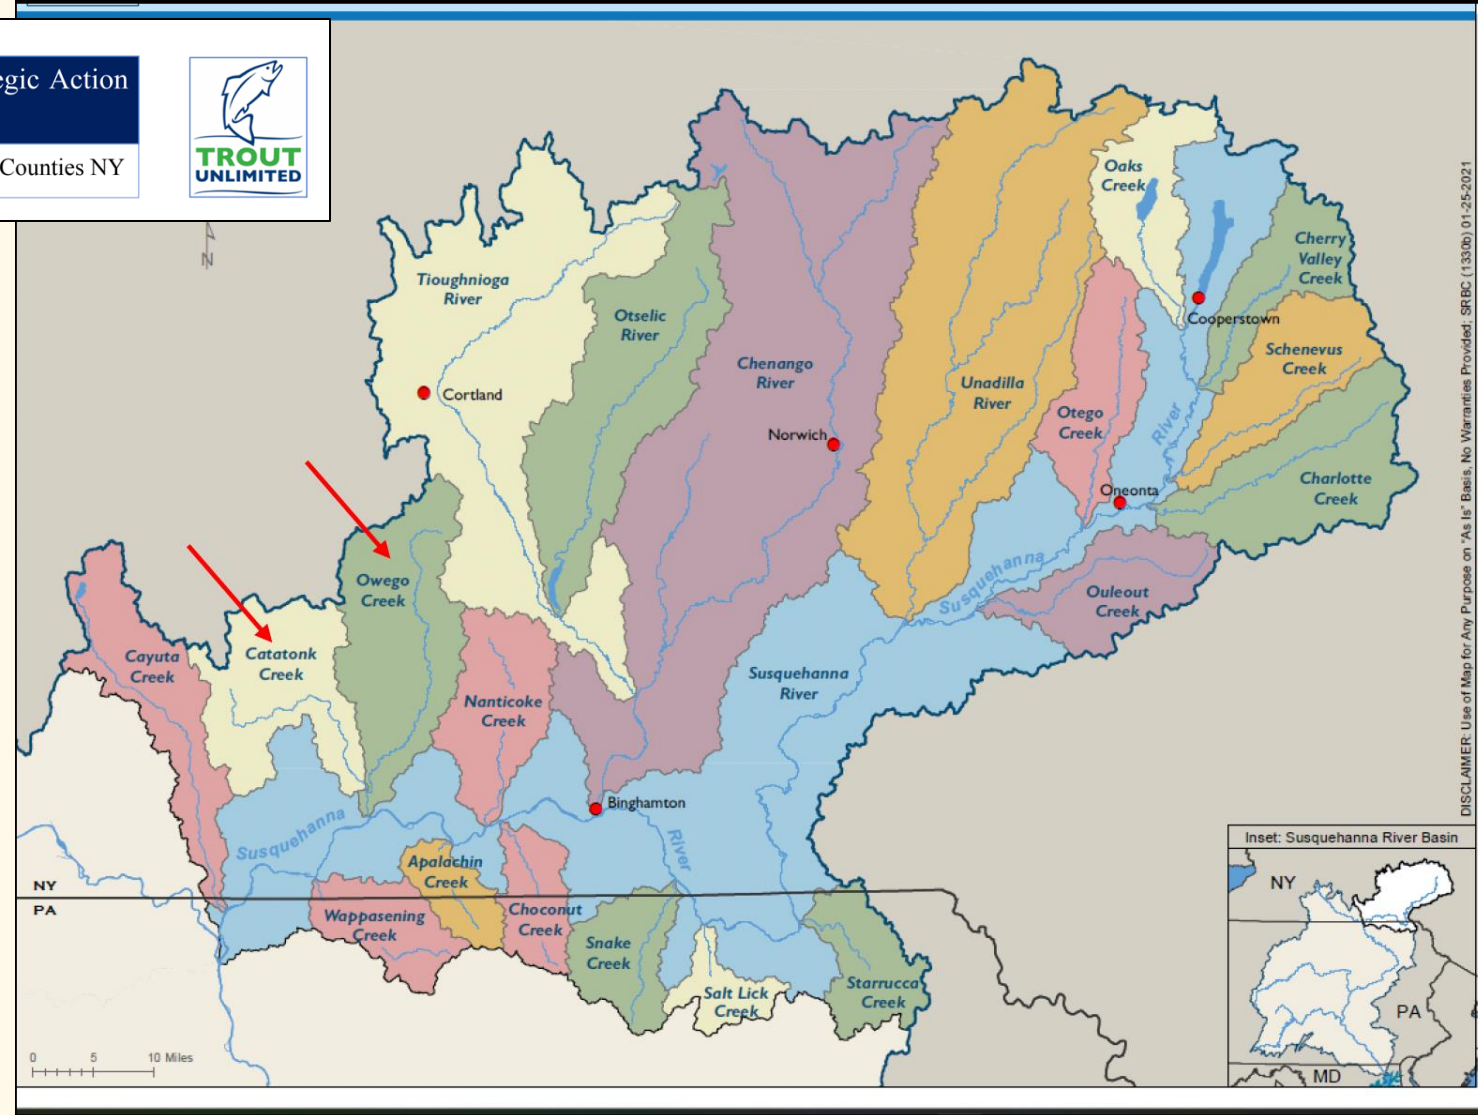 egic Action
Counties NY
TROUT
UNLIMITED
N
Oaks
Creek
Cherry
Valley
Creek
Tioughnioga
River
Otselic
River
Cooperstown
Schenevus
Creek
Chenango
River
Unadilla
River
Cortland
Otego
Creek
River
Norwich
Charlotte
Creek
Oneonta
Owego
Creek
Susquehanna
Ouleout
Creek
Cayuta
Creek
Catatonk
Creek
Susquehanna
River
Nanticoke
Creek
Binghamton
Susquehanna
River
Apalachin
Creek
NY
PA
Wappasening
Creek
Choconut
Creek
Snake
Creek
Salt Lick
Creek
Starrucca
Creek
0 5 10 Miles
DISCLAIMER: Use of Map for Any Purpose on "As Is" Basis, No Warranties Provided; SRBC (1330b) 01-25-2021
Inset: Susquehanna River Basin
NY
PA
MD